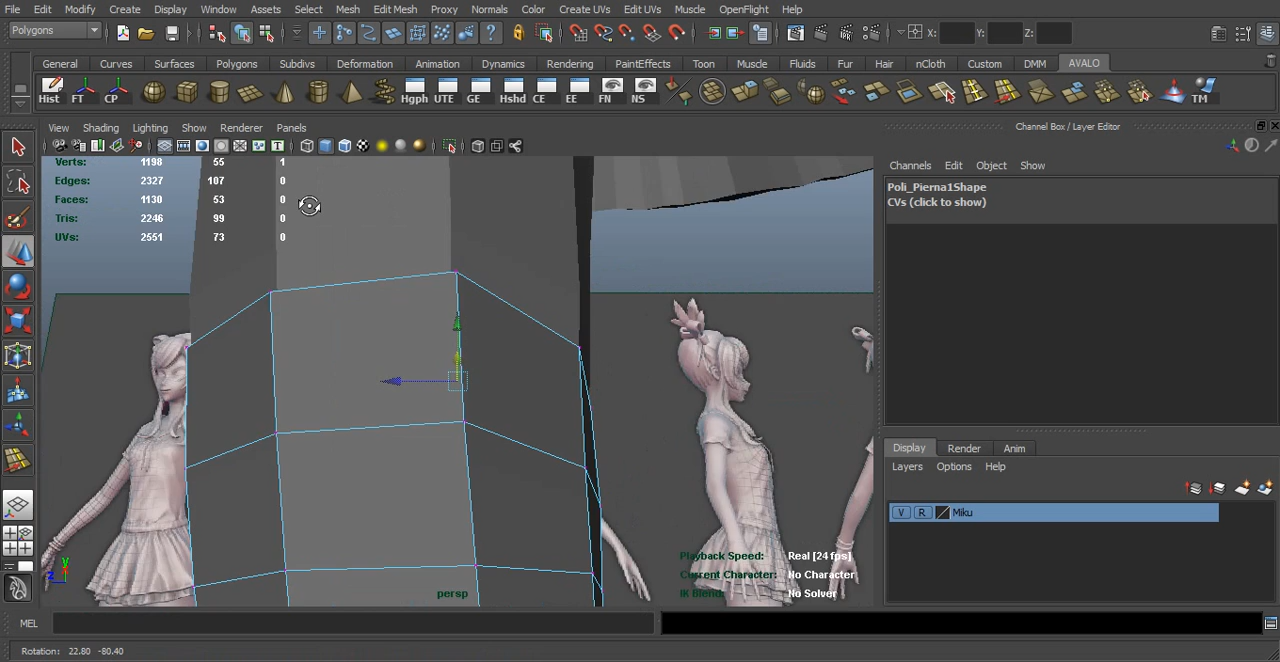 File Edit Modify Create Display Window Assets Select Mesh Edit Mesh Proxy Normals Color Create UVs Edit UVs Muscle OpenFlight Help
Polygons X: Y: Z:
General Curves Surfaces Polygons Subdivs Deformation Animation Dynamics Rendering PaintEffects Toon Muscle Fluids Fur Hair nCloth Custom DMM AVALO
Hist FT CP Hgph UTE GE Hshd CE EE FN NS TM
View Shading Lighting Show Renderer Panels
Channel Box / Layer Editor
Channels Edit Object Show
Verts: 1198 55 1
Edges: 2327 107 0
Faces: 1130 53 0
Tris: 2246 99 0
UVs: 2551 73 0
Poli_Pierna1Shape
CVs (click to show)
Display Render Anim
Layers Options Help
V R Miku
Playback Speed: Real [24 fps]
Current Character: No Character
IK Blend: No Solver
y
z
persp
MEL
Rotation: 22.80 -80.40